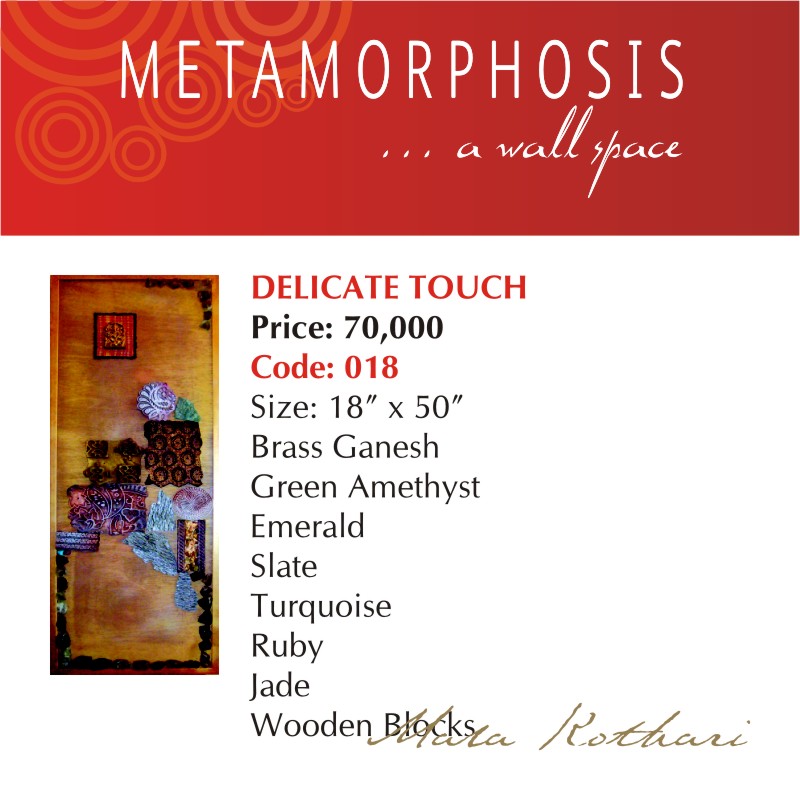 METAMORPHOSIS
... a wall space
DELICATE TOUCH
Price: 70,000
Code: 018
Size: 18” x 50”
Brass Ganesh
Green Amethyst
Emerald
Slate
Turquoise
Ruby
Jade
Wooden Blocks
Mala Kothari